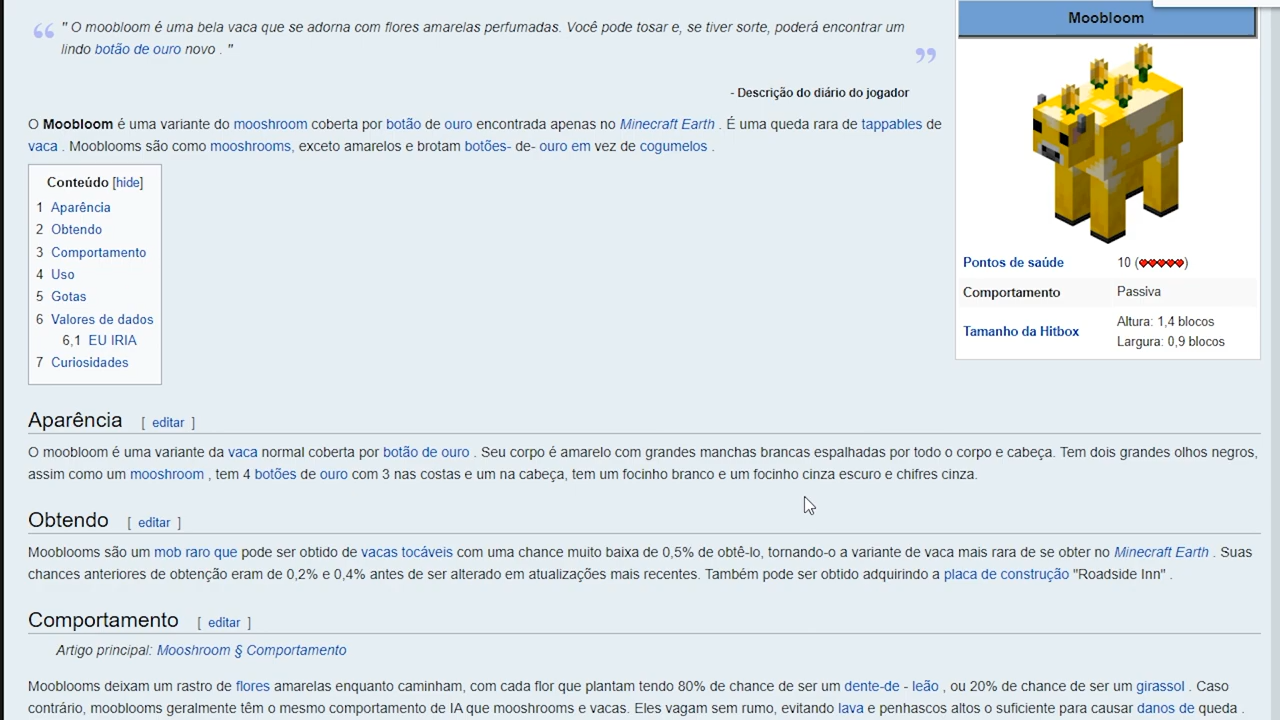 " O moobloom é uma bela vaca que se adorna com flores amarelas perfumadas. Você pode tosar e, se tiver sorte, poderá encontrar um
lindo botão de ouro novo . "
- Descrição do diário do jogador
O Moobloom é uma variante do mooshroom coberta por botão de ouro encontrada apenas no Minecraft Earth . É uma queda rara de tappables de
vaca . Mooblooms são como mooshrooms, exceto amarelos e brotam botões- de- ouro em vez de cogumelos .
Conteúdo [hide]
1 Aparência
2 Obtendo
3 Comportamento
4 Uso
5 Gotas
6 Valores de dados
6,1 EU IRIA
7 Curiosidades
Moobloom
Pontos de saúde 10 ()
Comportamento Passiva
Tamanho da Hitbox Altura: 1,4 blocos
Largura: 0,9 blocos
Aparência [ editar ]
O moobloom é uma variante da vaca normal coberta por botão de ouro . Seu corpo é amarelo com grandes manchas brancas espalhadas por todo o corpo e cabeça. Tem dois grandes olhos negros,
assim como um mooshroom , tem 4 botões de ouro com 3 nas costas e um na cabeça, tem um focinho branco e um focinho cinza escuro e chifres cinza.
Obtendo [ editar ]
Mooblooms são um mob raro que pode ser obtido de vacas tocáveis com uma chance muito baixa de 0,5% de obtê-lo, tornando-o a variante de vaca mais rara de se obter no Minecraft Earth . Suas
chances anteriores de obtenção eram de 0,2% e 0,4% antes de ser alterado em atualizações mais recentes. Também pode ser obtido adquirindo a placa de construção "Roadside Inn" .
Comportamento [ editar ]
Artigo principal: Mooshroom § Comportamento
Mooblooms deixam um rastro de flores amarelas enquanto caminham, com cada flor que plantam tendo 80% de chance de ser um dente-de - leão , ou 20% de chance de ser um girassol . Caso
contrário, mooblooms geralmente têm o mesmo comportamento de IA que mooshrooms e vacas. Eles vagam sem rumo, evitando lava e penhascos altos o suficiente para causar danos de queda .